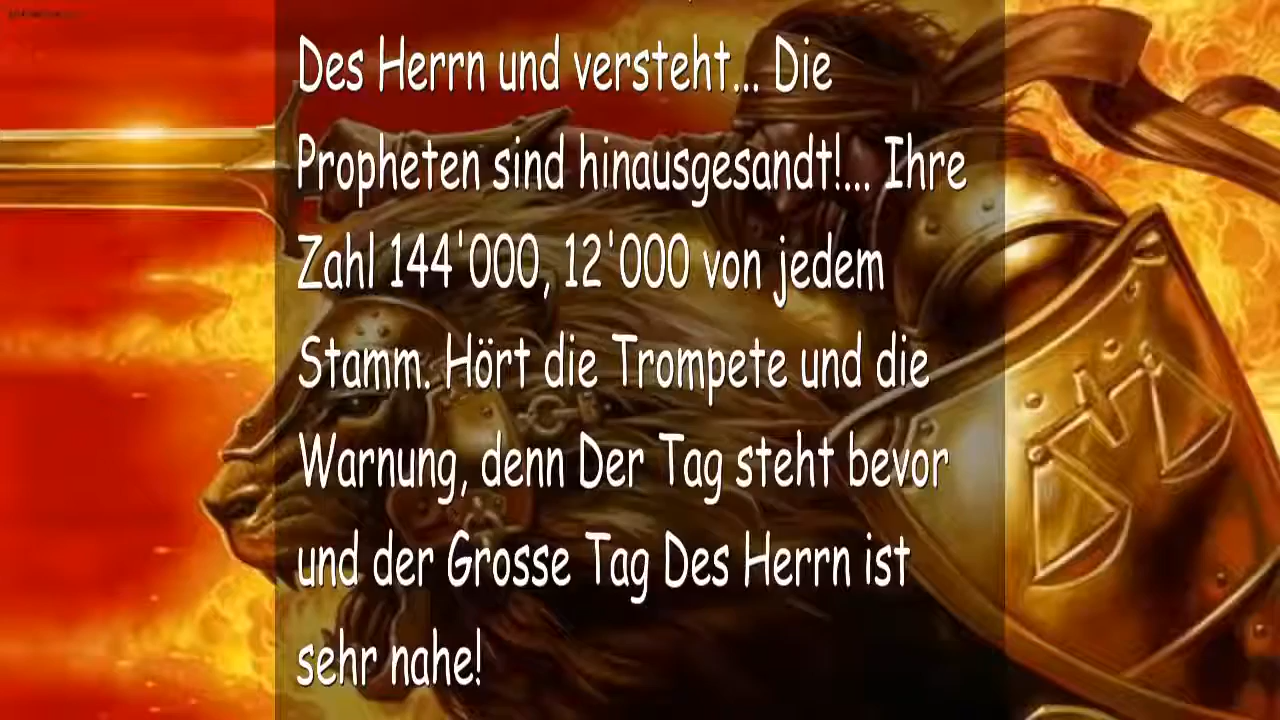 Des Herrn und versteht... Die
Propheten sind hinausgesandt!... Ihre
Zahl 144'000, 12'000 von jedem
Stamm. Hört die Trompete und die
Warnung, denn Der Tag steht bevor
und der Grosse Tag Des Herrn ist
sehr nahe!